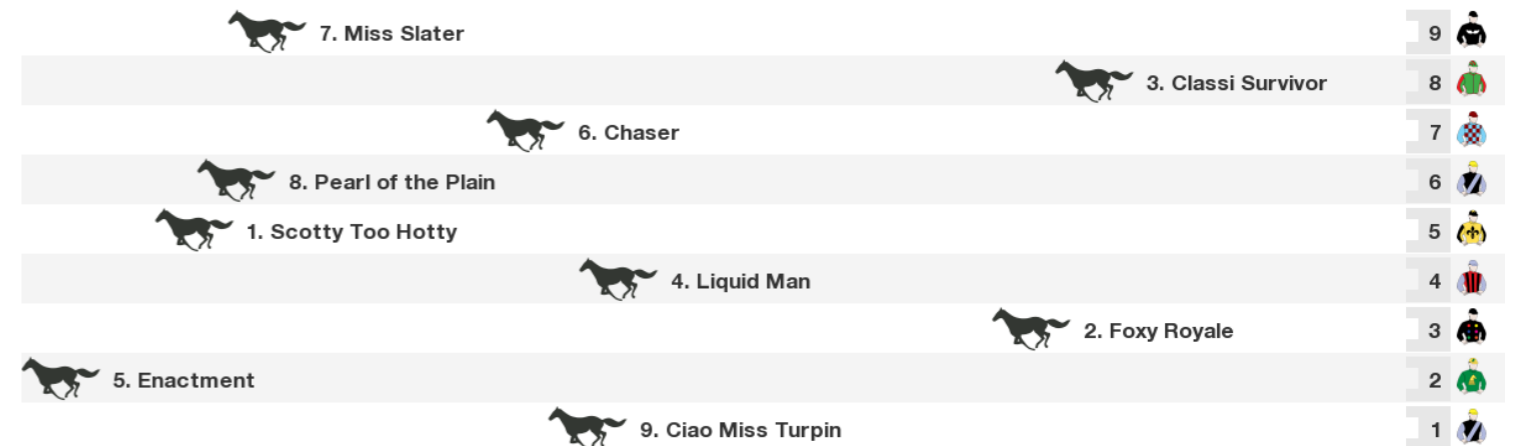 7. Miss Slater 9
3. Classi Survivor 8
6. Chaser 7
8. Pearl of the Plain 6
1. Scotty Too Hotty 5
4. Liquid Man 4
2. Foxy Royale 3
5. Enactment 2
9. Ciao Miss Turpin 1